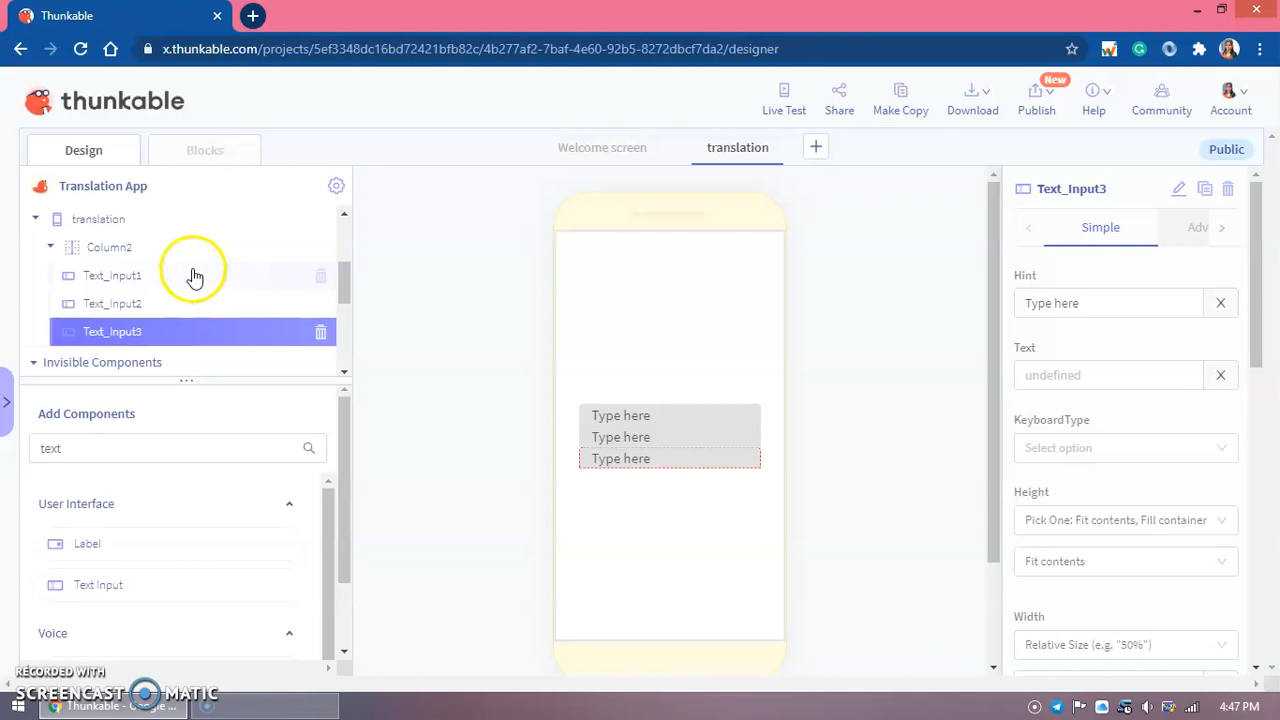 Thunkable
x.thunkable.com/projects/5ef3348dc16bd72421bfb82c/4b277af2-7baf-4e60-92b5-8272dbcf7da2/designer
thunkable
Live Test
Share
Make Copy
Download
New
Publish
Help
Community
Account
Design
Blocks
Welcome screen
translation
+
Public
Translation App
translation
Column2
Text_Input1
Text_Input2
Text_Input3
Invisible Components
Add Components
text
User Interface
Label
Text Input
Voice
Type here
Type here
Type here
Text_Input3
Simple
Adv
Hint
Type here
X
Text
undefined
X
KeyboardType
Select option
Height
Pick One: Fit contents, Fill container
Fit contents
Width
Relative Size (e.g. "50%")
RECORDED WITH
SCREENCAST MATIC
Thunkable - Google ...
4:47 PM